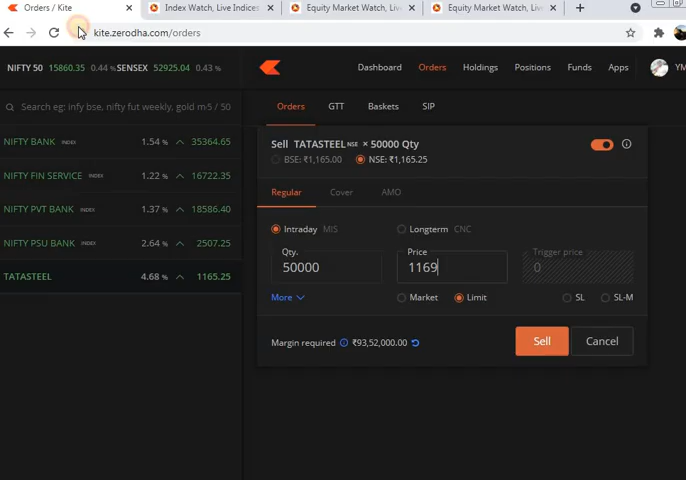 Orders / Kite
Index Watch, Live Indices
Equity Market Watch, Live
Equity Market Watch, Live
kite.zerodha.com/orders
NIFTY 50 15860.35 0.44 % SENSEX 52925.04 0.43 %
Dashboard Orders Holdings Positions Funds Apps YM
Search eg: infy bse, nifty fut weekly, gold m 5 / 50
Orders GTT Baskets SIP
NIFTY BANK INDEX 1.54 % 35364.65
NIFTY FIN SERVICE INDEX 1.22 % 16722.35
NIFTY PVT BANK INDEX 1.37 % 18586.40
NIFTY PSU BANK INDEX 2.64 % 2507.25
TATASTEEL 4.68 % 1165.25
Sell TATASTEEL NSE × 50000 Qty
BSE: ₹1,165.00 NSE: ₹1,165.25
Regular Cover AMO
Intraday MIS Longterm CNC
Qty. Price Trigger price
50000 1169 0
More Market Limit SL SL-M
Margin required ₹93,52,000.00 Sell Cancel